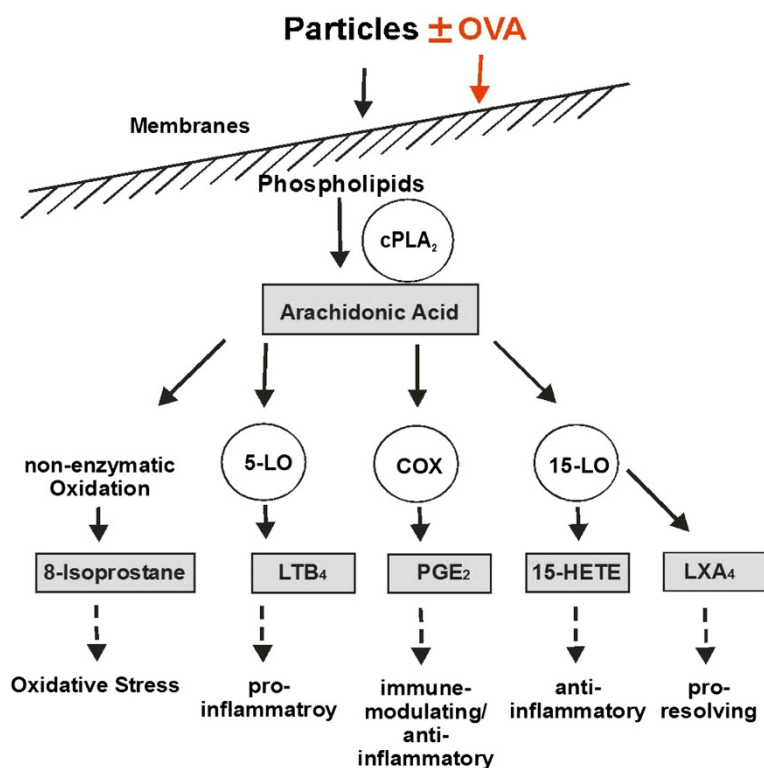 Particles ± OVA
Membranes
Phospholipids
cPLA₂
Arachidonic Acid
non-enzymatic
Oxidation
5-LO
COX
15-LO
8-Isoprostane
LTB₄
PGE₂
15-HETE
LXA₄
Oxidative Stress
pro-
inflammatroy
immune-
modulating/
anti-
inflammatory
anti-
inflammatory
pro-
resolving